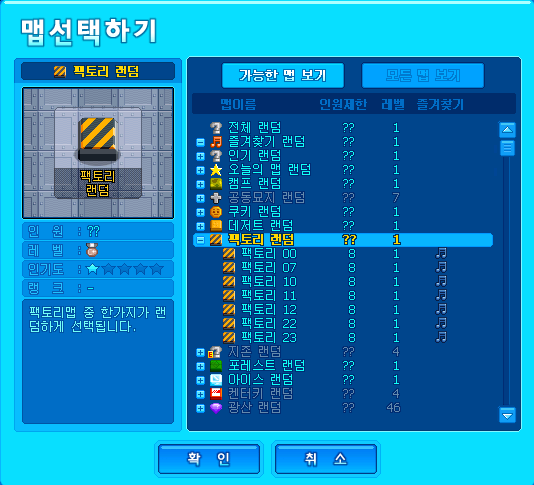 맵선택하기
팩토리 랜덤
팩토리
랜덤
인 원 : ??
레 벨 :
인기도 :
랭 크 : -
팩토리맵 중 한가지가 랜
덤하게 선택됩니다.
가능한 맵 보기
모든 맵 보기
맵이름 인원제한 레벨 즐겨찾기
전체 랜덤 ?? 1
즐겨찾기 랜덤 ?? 1
인기 랜덤 ?? 1
오늘의 맵 랜덤 ?? 1
캠프 랜덤 ?? 1
공동묘지 랜덤 ?? 7
쿠키 랜덤 ?? 1
데저트 랜덤 ?? 1
팩토리 랜덤 ?? 1
팩토리 00 8 1
팩토리 07 8 1
팩토리 10 8 1
팩토리 11 8 1
팩토리 12 8 1
팩토리 22 8 1
팩토리 23 8 1
지존 랜덤 ?? 4
포레스트 랜덤 ?? 1
아이스 랜덤 ?? 1
켄터키 랜덤 ?? 4
광산 랜덤 ?? 46
확 인
취 소